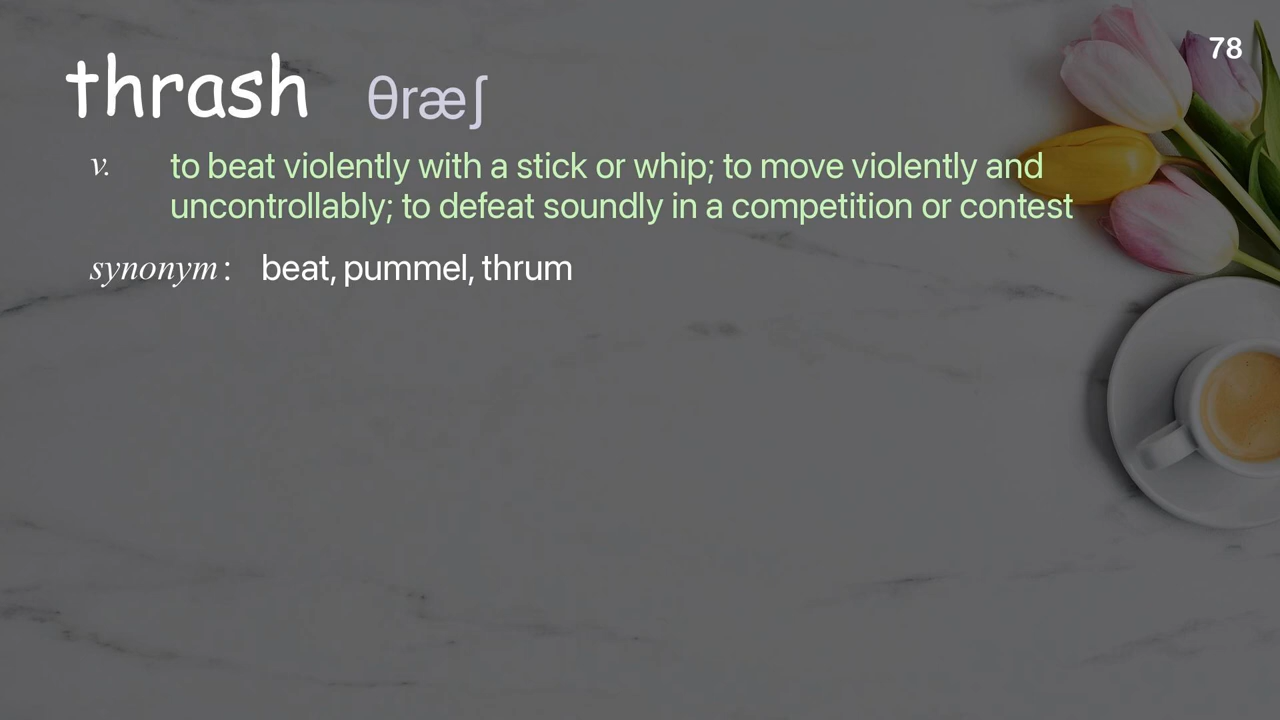 78
thrash θræʃ
v. to beat violently with a stick or whip; to move violently and
uncontrollably; to defeat soundly in a competition or contest
synonym : beat, pummel, thrum